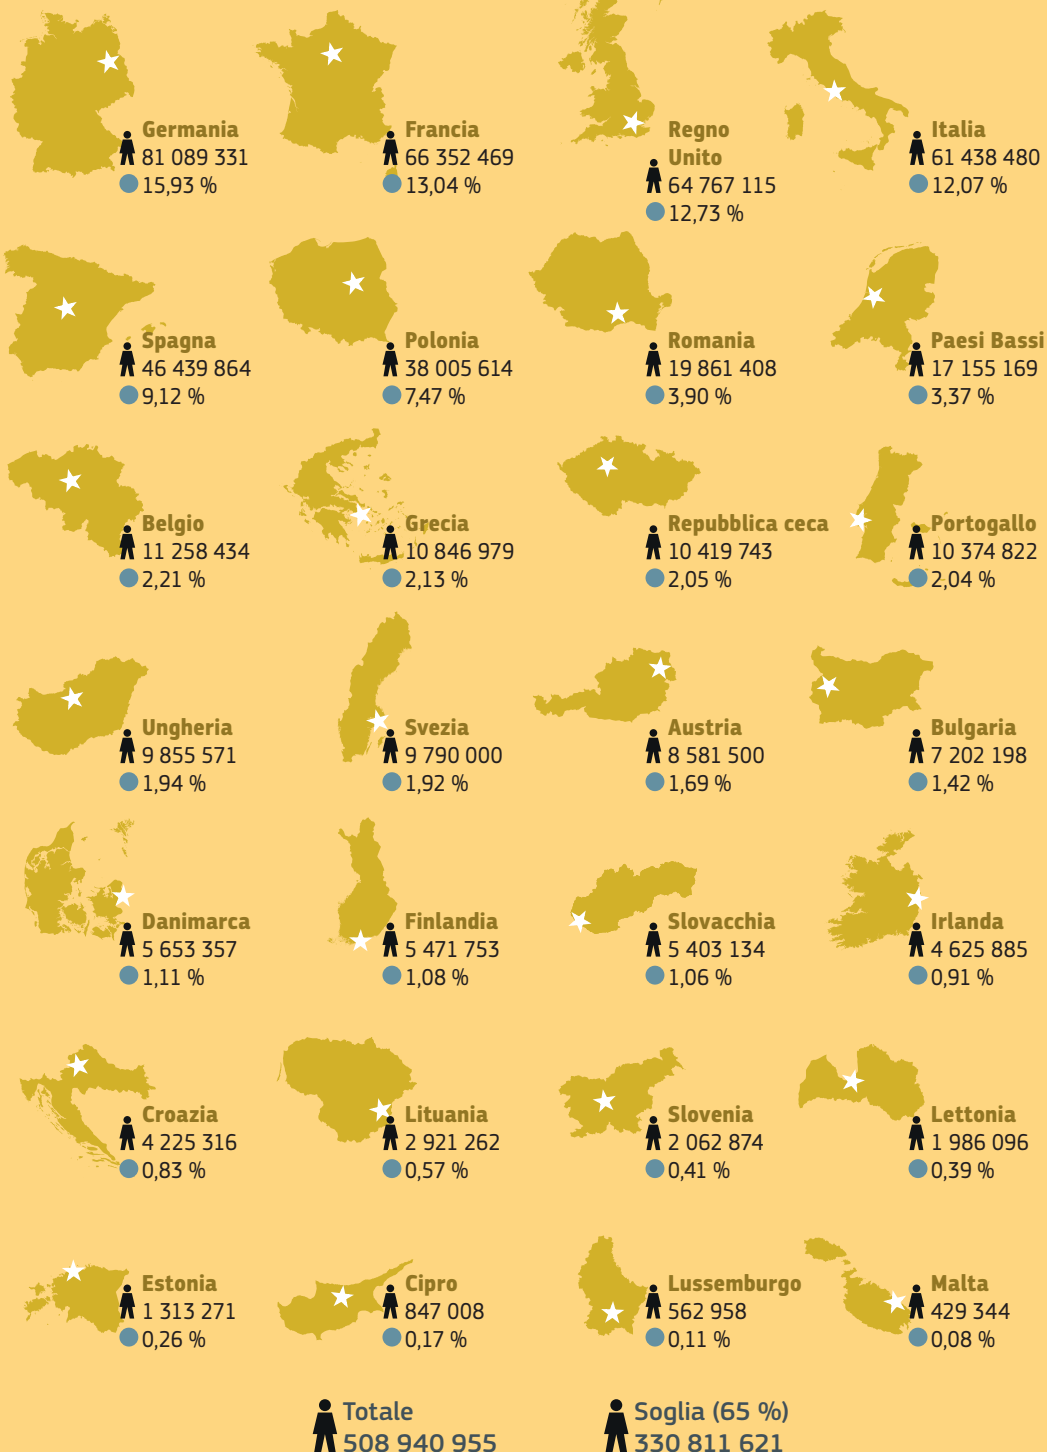 Germania
81 089 331
15,93 %
Francia
66 352 469
13,04 %
Regno
Unito
64 767 115
12,73 %
Italia
61 438 480
12,07 %
Spagna
46 439 864
9,12 %
Polonia
38 005 614
7,47 %
Romania
19 861 408
3,90 %
Paesi Bassi
17 155 169
3,37 %
Belgio
11 258 434
2,21 %
Grecia
10 846 979
2,13 %
Repubblica ceca
10 419 743
2,05 %
Portogallo
10 374 822
2,04 %
Ungheria
9 855 571
1,94 %
Svezia
9 790 000
1,92 %
Austria
8 581 500
1,69 %
Bulgaria
7 202 198
1,42 %
Danimarca
5 653 357
1,11 %
Finlandia
5 471 753
1,08 %
Slovacchia
5 403 134
1,06 %
Irlanda
4 625 885
0,91 %
Croazia
4 225 316
0,83 %
Lituania
2 921 262
0,57 %
Slovenia
2 062 874
0,41 %
Lettonia
1 986 096
0,39 %
Estonia
1 313 271
0,26 %
Cipro
847 008
0,17 %
Lussemburgo
562 958
0,11 %
Malta
429 344
0,08 %
Totale
508 940 955
Soglia (65 %)
330 811 621